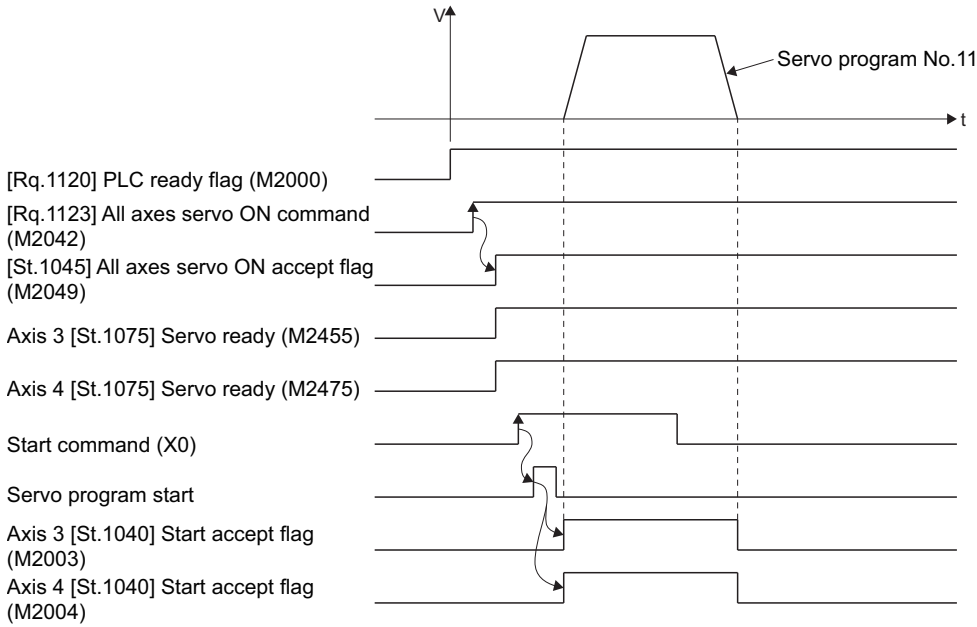 V
Servo program No.11
t
[Rq.1120] PLC ready flag (M2000)
[Rq.1123] All axes servo ON command
(M2042)
[St.1045] All axes servo ON accept flag
(M2049)
Axis 3 [St.1075] Servo ready (M2455)
Axis 4 [St.1075] Servo ready (M2475)
Start command (X0)
Servo program start
Axis 3 [St.1040] Start accept flag
(M2003)
Axis 4 [St.1040] Start accept flag
(M2004)